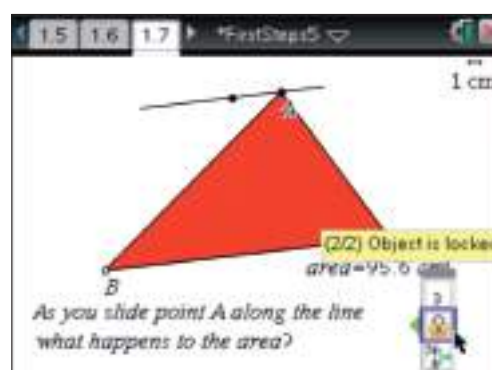 1.5 1.6 1.7 *FirstSteps5
1 cm
A
(2/2) Object is locked
area=95.6 cm
B
As you slide point A along the line
what happens to the area?